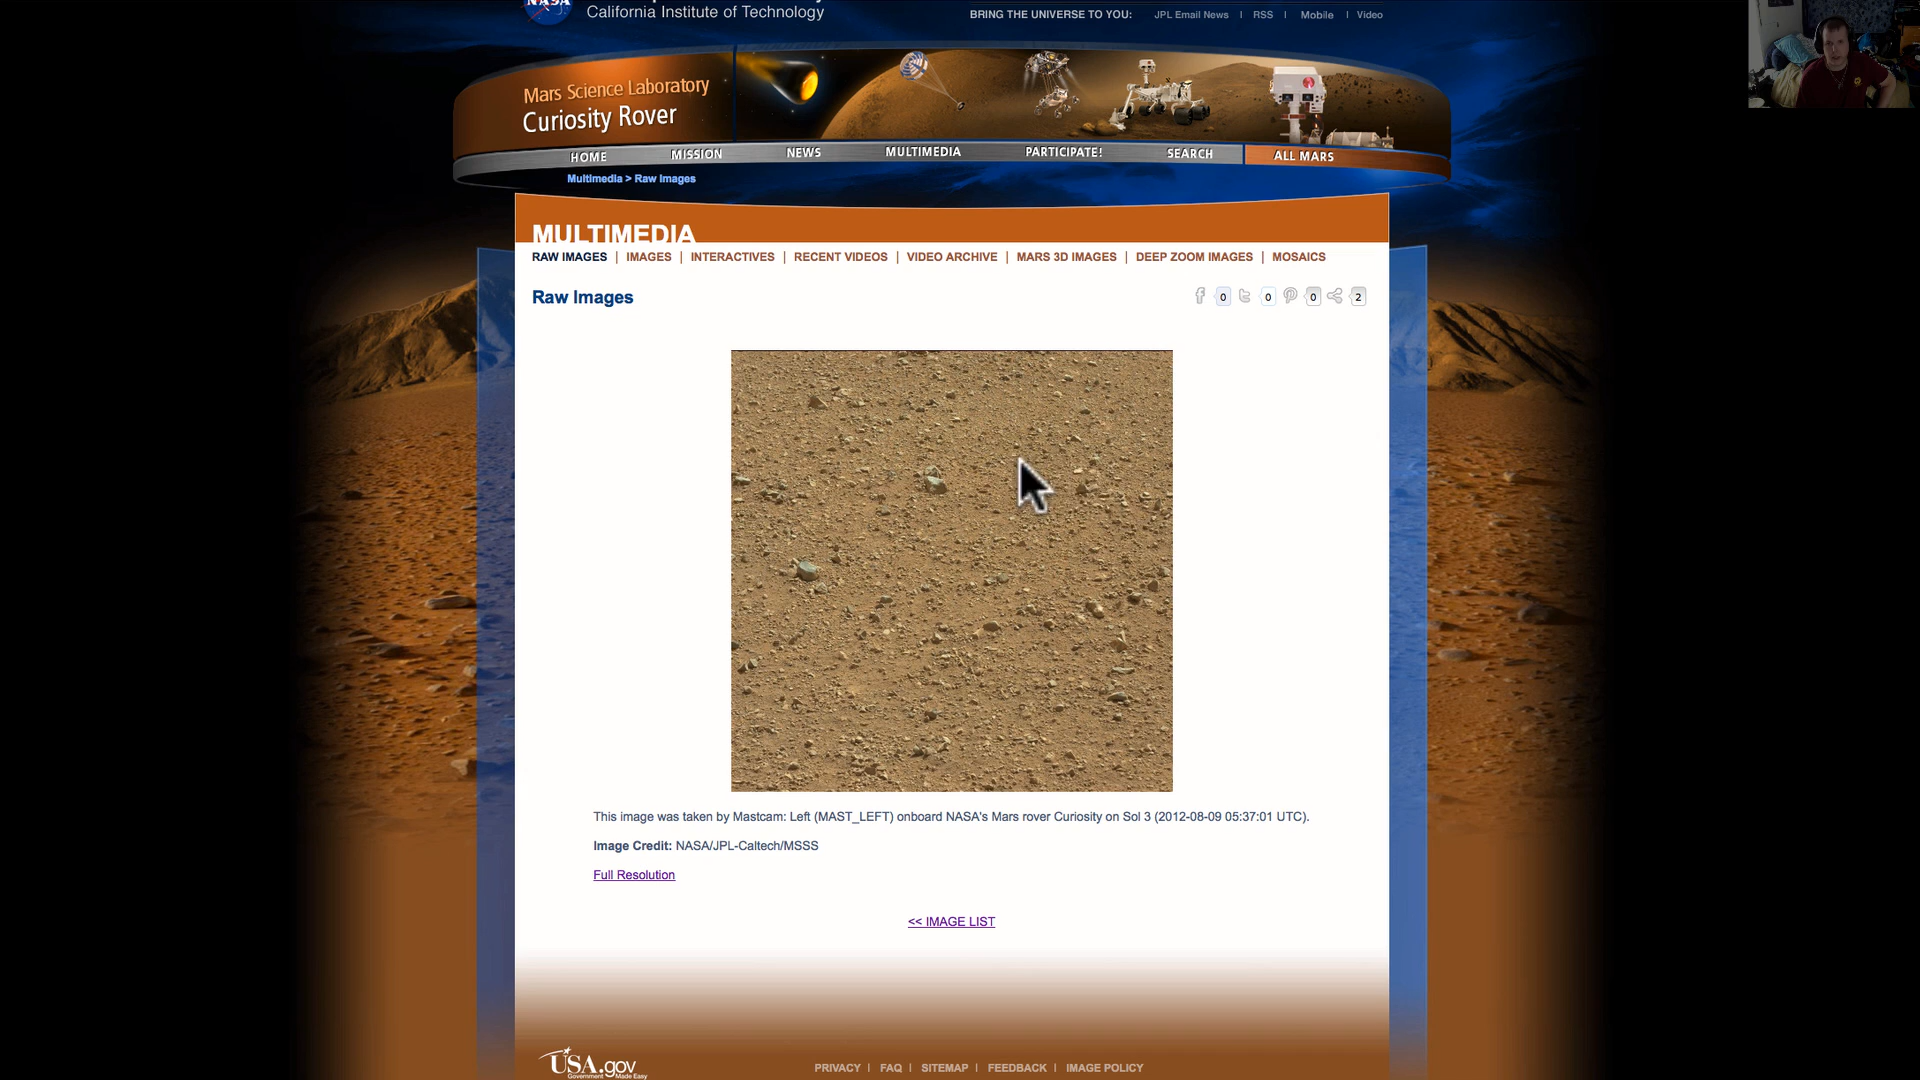 NASA
California Institute of Technology
BRING THE UNIVERSE TO YOU: JPL Email News | RSS | Mobile | Video
Mars Science Laboratory
Curiosity Rover
HOME MISSION NEWS MULTIMEDIA PARTICIPATE! SEARCH ALL MARS
Multimedia > Raw Images
MULTIMEDIA
RAW IMAGES | IMAGES | INTERACTIVES | RECENT VIDEOS | VIDEO ARCHIVE | MARS 3D IMAGES | DEEP ZOOM IMAGES | MOSAICS
Raw Images
0 0 0 2
This image was taken by Mastcam: Left (MAST_LEFT) onboard NASA's Mars rover Curiosity on Sol 3 (2012-08-09 05:37:01 UTC).
Image Credit: NASA/JPL-Caltech/MSSS
Full Resolution
<< IMAGE LIST
USA.gov
Government Made Easy
PRIVACY | FAQ | SITEMAP | FEEDBACK | IMAGE POLICY